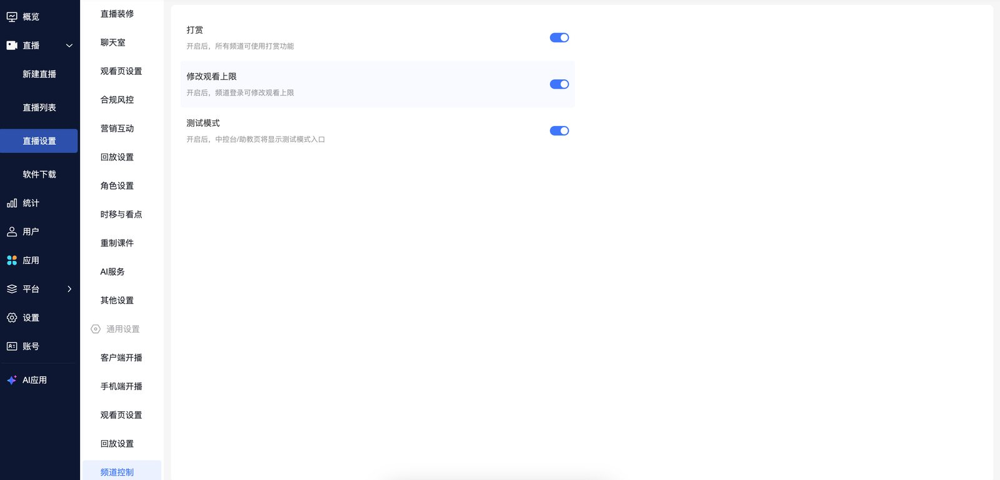 概览
直播
新建直播
直播列表
直播设置
软件下载
统计
用户
应用
平台
设置
账号
AI应用
直播装修
聊天室
观看页设置
合规风控
营销互动
回放设置
角色设置
时移与看点
重制课件
AI服务
其他设置
通用设置
客户端开播
手机端开播
观看页设置
回放设置
频道控制
打赏
开启后，所有频道可使用打赏功能
修改观看上限
开启后，频道登录可修改观看上限
测试模式
开启后，中控台/助教页将显示测试模式入口